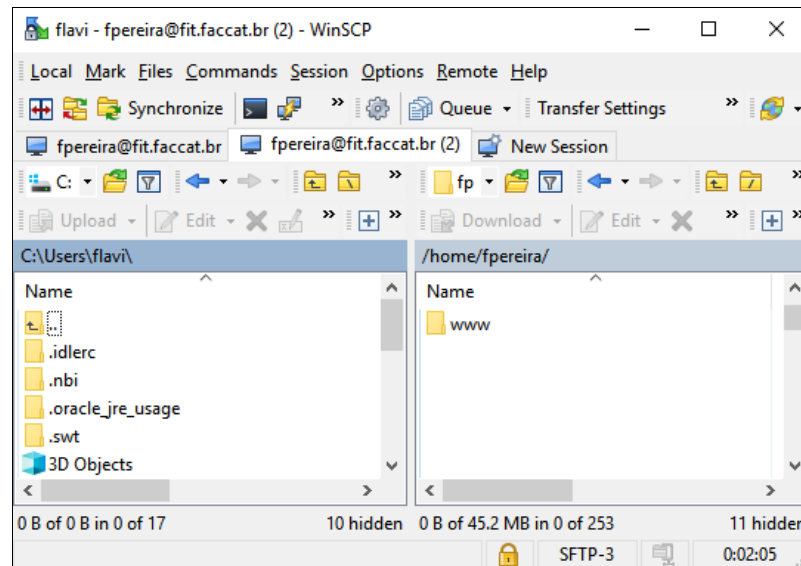 flavi - fpereira@fit.faccat.br (2) - WinSCP
Local Mark Files Commands Session Options Remote Help
Synchronize » Queue Transfer Settings »
fpereira@fit.faccat.br fpereira@fit.faccat.br (2) New Session
C: » fp »
Upload Edit » Download Edit » »
C:\Users\flavi\ /home/fpereira/
Name Name
.. www
.idlerc
.nbi
.oracle_jre_usage
.swt
3D Objects
0 B of 0 B in 0 of 17 10 hidden 0 B of 45.2 MB in 0 of 253 11 hidden
SFTP-3 0:02:05